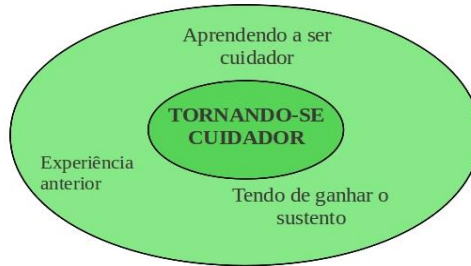 Aprendendo a ser
cuidador
TORNANDO-SE
CUIDADOR
Experiência
anterior
Tendo de ganhar o
sustento